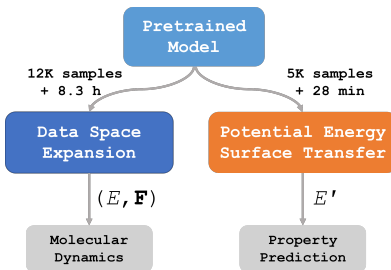 Pretrained
Model
12K samples
+ 8.3 h
5K samples
+ 28 min
Data Space
Expansion
Potential Energy
Surface Transfer
(E, F)
E'
Molecular
Dynamics
Property
Prediction